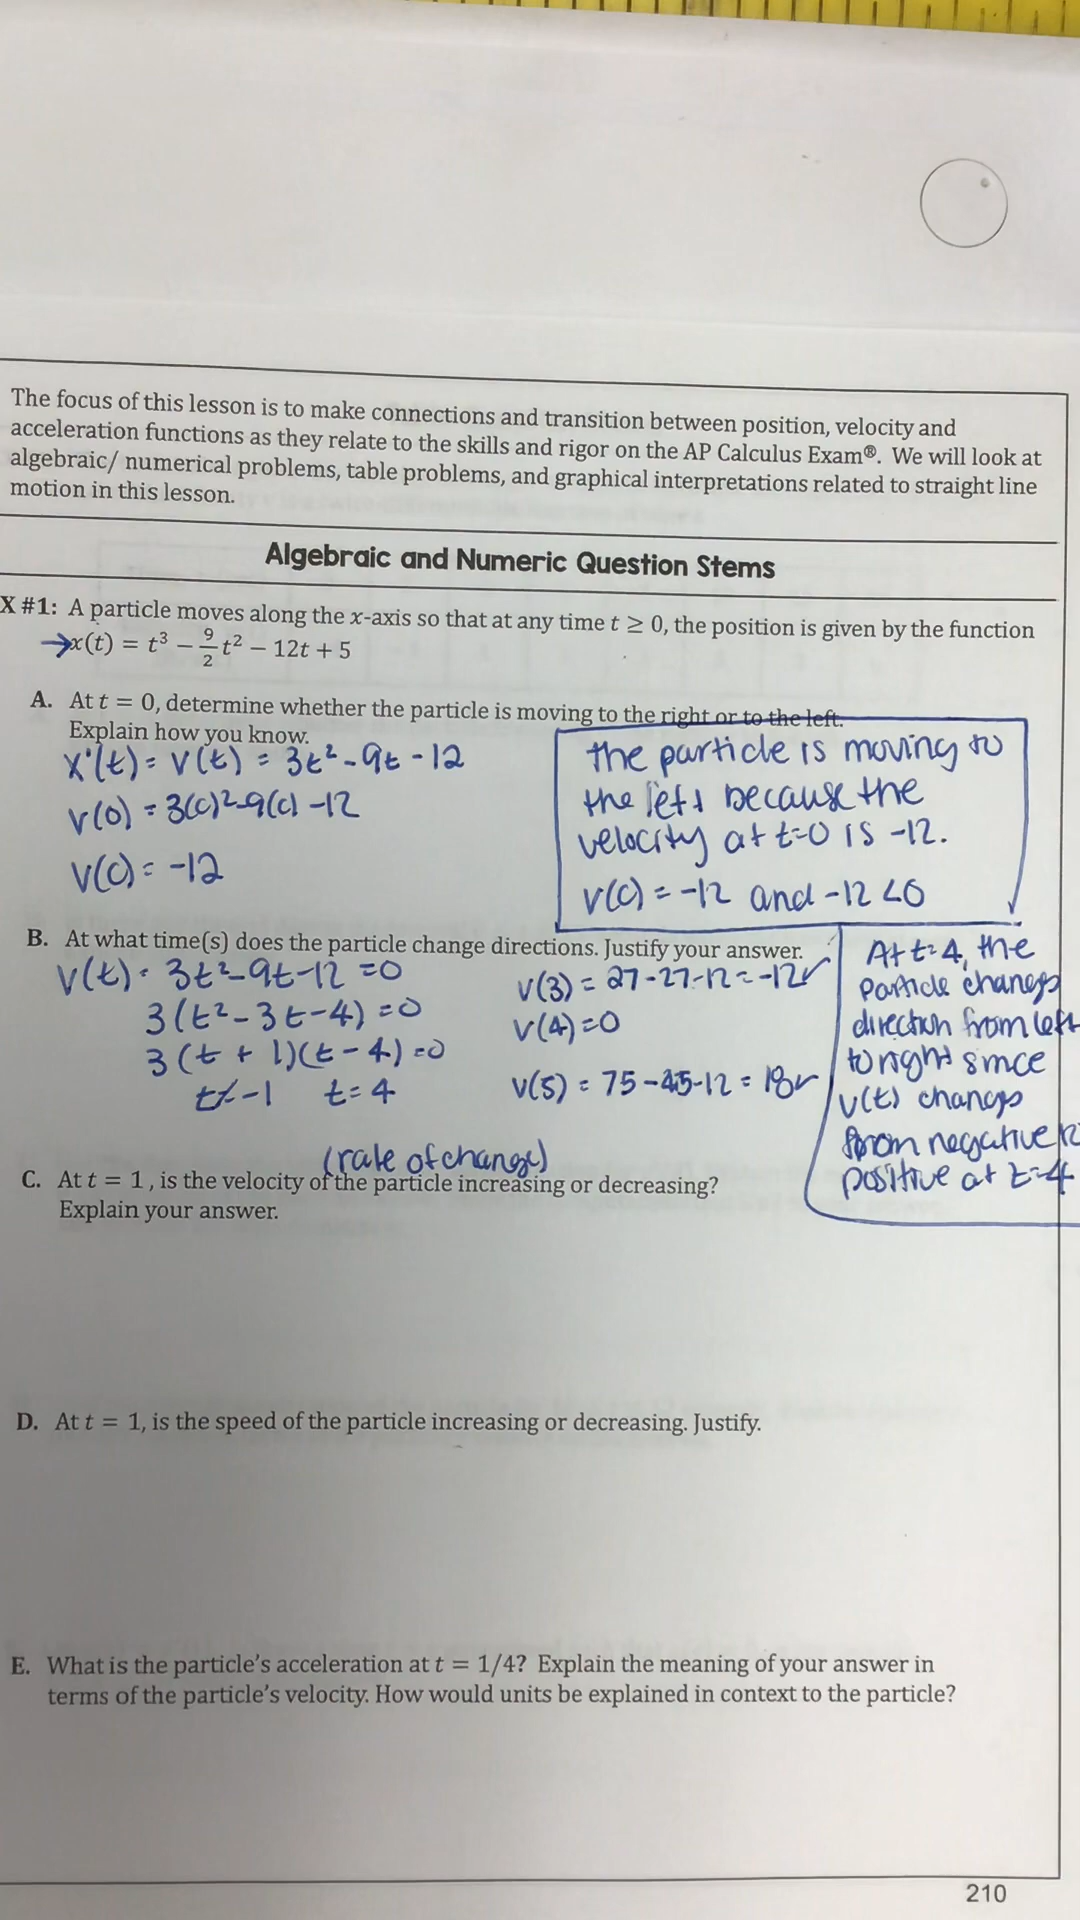 The focus of this lesson is to make connections and transition between position, velocity and
acceleration functions as they relate to the skills and rigor on the AP Calculus Exam®. We will look at
algebraic/ numerical problems, table problems, and graphical interpretations related to straight line
motion in this lesson.
Algebraic and Numeric Question Stems
X #1: A particle moves along the x-axis so that at any time t ≥ 0, the position is given by the function
→x(t) = t³ − 9/2 t² − 12t + 5
A. At t = 0, determine whether the particle is moving to the right or to the left.
Explain how you know.
x'(t) = v(t) = 3t² - 9t - 12
v(0) = 3(0)² - 9(0) - 12
v(0) = -12
the particle is moving to
the left because the
velocity at t=0 is -12.
v(0) = -12 and -12 < 0
B. At what time(s) does the particle change directions. Justify your answer.
v(t) = 3t² - 9t - 12 = 0
3(t² - 3t - 4) = 0
3(t + 1)(t - 4) = 0
t≠-1 t=4
v(3) = 27-27-12 = -12 ✓
v(4) = 0
v(5) = 75-45-12 = 18 ✓
At t=4, the
particle changes
direction from left
to right since
v(t) changes
from negative to
positive at t=4
(rate of change)
C. At t = 1, is the velocity of the particle increasing or decreasing?
Explain your answer.
D. At t = 1, is the speed of the particle increasing or decreasing. Justify.
E. What is the particle's acceleration at t = 1/4? Explain the meaning of your answer in
terms of the particle's velocity. How would units be explained in context to the particle?
210